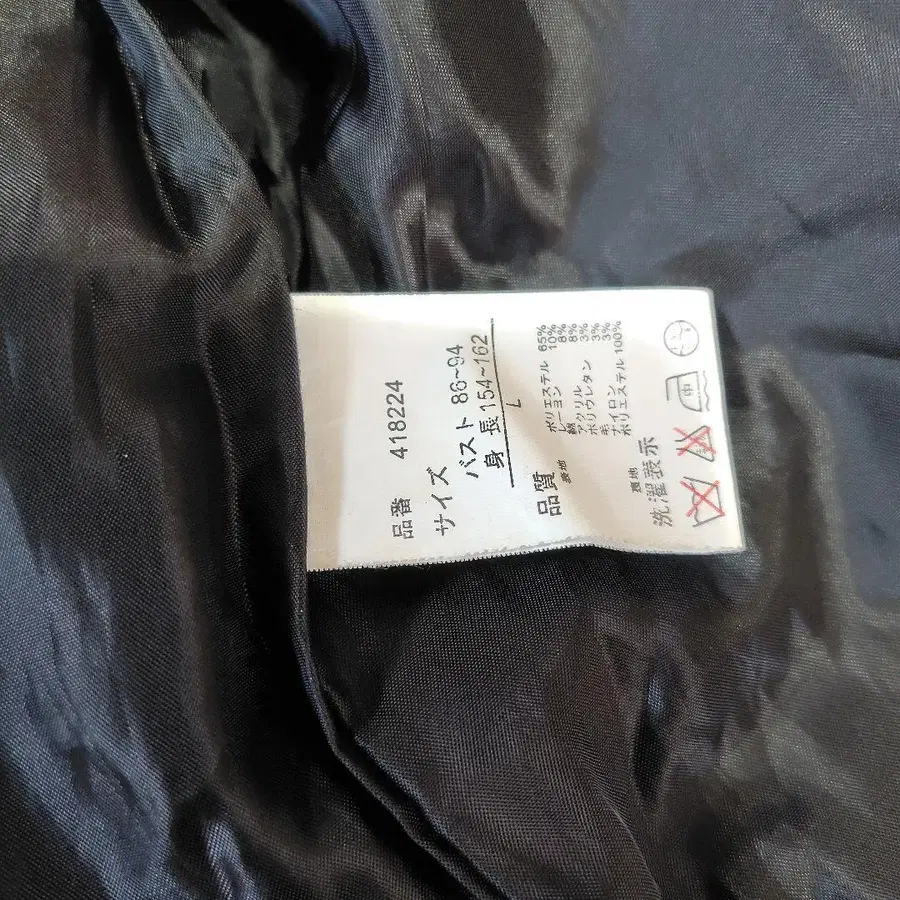 品番 418224
サイズ
バスト 86~94
身長 154~162
L
品質
表地 ポリエステル 65%
レーヨン 10%
綿 8%
アクリル 8%
ポリウレタン 3%
毛 3%
ナイロン 3%
裏地 ポリエステル 100%
洗濯表示
中